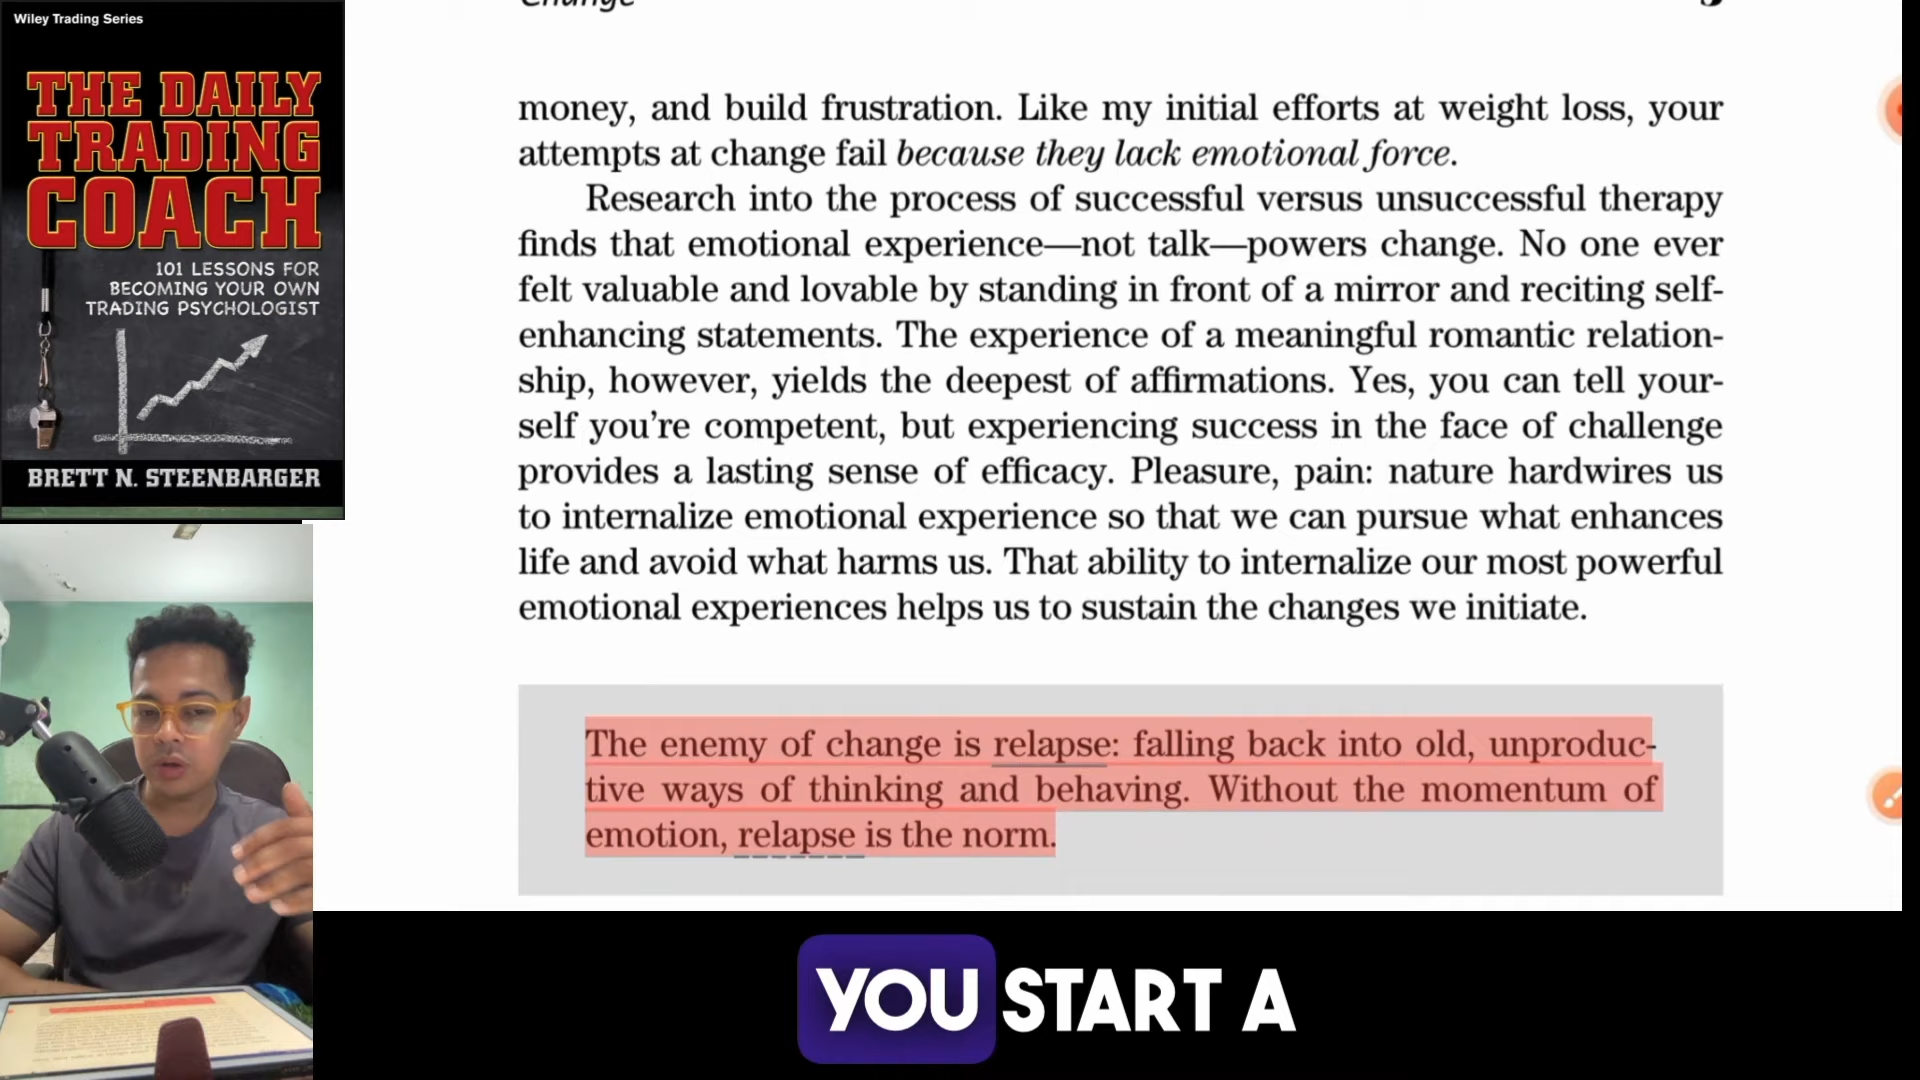 Wiley Trading Series
THE DAILY
TRADING
COACH
101 LESSONS FOR
BECOMING YOUR OWN
TRADING PSYCHOLOGIST
BRETT N. STEENBARGER
Change
money, and build frustration. Like my initial efforts at weight loss, your
attempts at change fail because they lack emotional force.
Research into the process of successful versus unsuccessful therapy
finds that emotional experience—not talk—powers change. No one ever
felt valuable and lovable by standing in front of a mirror and reciting self-
enhancing statements. The experience of a meaningful romantic relation-
ship, however, yields the deepest of affirmations. Yes, you can tell your-
self you’re competent, but experiencing success in the face of challenge
provides a lasting sense of efficacy. Pleasure, pain: nature hardwires us
to internalize emotional experience so that we can pursue what enhances
life and avoid what harms us. That ability to internalize our most powerful
emotional experiences helps us to sustain the changes we initiate.
The enemy of change is relapse: falling back into old, unproduc-
tive ways of thinking and behaving. Without the momentum of
emotion, relapse is the norm.
YOU START A